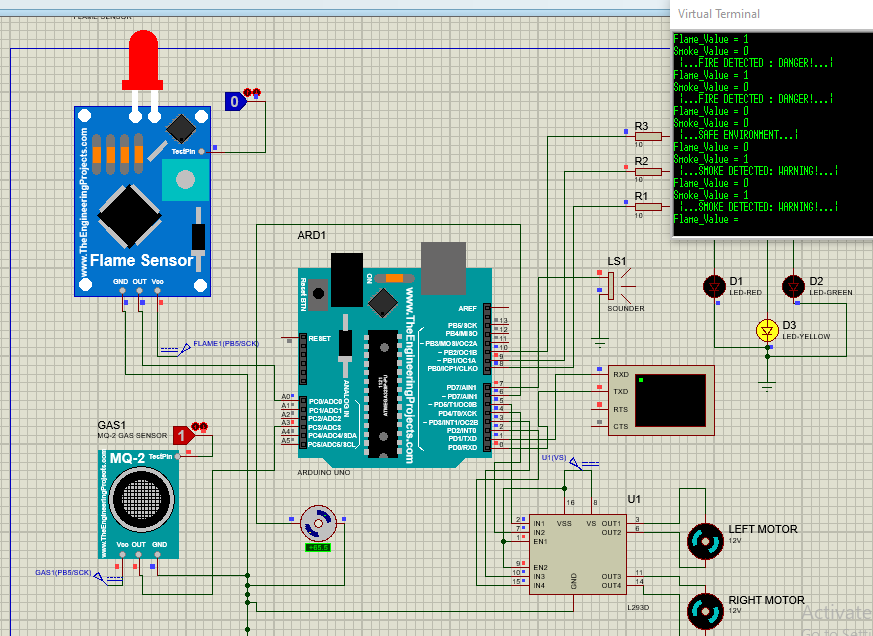 FLAME SENSOR
0
www.TheEngineeringProjects.com
TestPin
Flame Sensor
GND OUT Vcc
FLAME1(PB5/SCK)
GAS1
MQ-2 GAS SENSOR
1
MQ-2
TestPin
www.TheEngineeringProjects.com
Vcc OUT GND
GAS1(PB5/SCK)
ARD1
Reset BTN
ON
www.TheEngineeringProjects.com
RESET
ANALOG IN
A0
A1
A2
A3
A4
A5
PC0/ADC0
PC1/ADC1
PC2/ADC2
PC3/ADC3
PC4/ADC4/SDA
PC5/ADC5/SCL
AREF
PB5/SCK
PB4/MISO
~ PB3/MOSI/OC2A
~ PB2/OC1B
~ PB1/OC1A
PB0/ICP1/CLKO
13
12
11
10
9
8
PD7/AIN1
~ PD7/AIN1
~ PD5/T1/OC0B
PD4/T0/XCK
~ PD3/INT1/OC2B
PD2/INT0
PD1/TXD
PD0/RXD
7
6
5
4
3
2
1
0
ARDUINO UNO
R3
10
R2
10
R1
10
LS1
SOUNDER
D1
LED-RED
D2
LED-GREEN
D3
LED-YELLOW
RXD
TXD
RTS
CTS
U1(VS)
U1
16
8
2
7
1
9
10
15
IN1
IN2
EN1
EN2
IN3
IN4
VSS
VS
OUT1
OUT2
GND
OUT3
OUT4
3
6
11
14
L293D
LEFT MOTOR
12V
RIGHT MOTOR
12V
Virtual Terminal
Flame_Value = 1
Smoke_Value = 0
|...FIRE DETECTED : DANGER!...|
Flame_Value = 1
Smoke_Value = 0
|...FIRE DETECTED : DANGER!...|
Flame_Value = 0
Smoke_Value = 0
|...SAFE ENVIRONMENT...|
Flame_Value = 0
Smoke_Value = 1
|...SMOKE DETECTED: WARNING!...|
Flame_Value = 0
Smoke_Value = 1
|...SMOKE DETECTED: WARNING!...|
Flame_Value =
Activate
Go to Setti